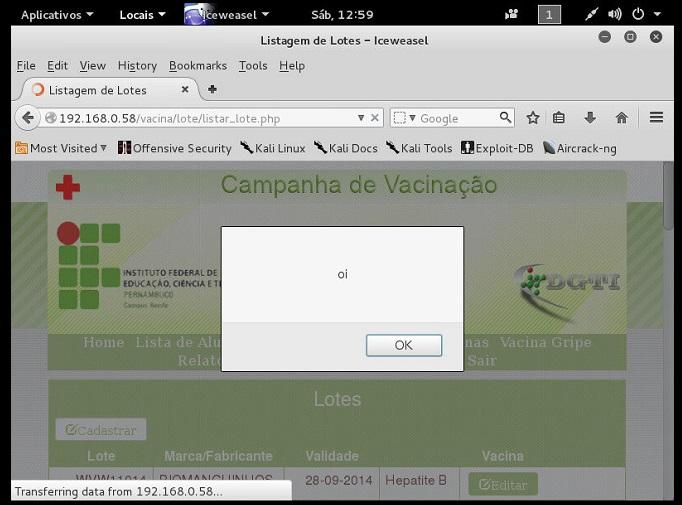 Aplicativos Locais Iceweasel Sáb, 12:59 1
Listagem de Lotes - Iceweasel
File Edit View History Bookmarks Tools Help
Listagem de Lotes
192.168.0.58/vacina/lote/listar_lote.php Google
Most Visited Offensive Security Kali Linux Kali Docs Kali Tools Exploit-DB Aircrack-ng
Campanha de Vacinação
INSTITUTO FEDERAL DE
EDUCAÇÃO, CIÊNCIA E
PERNAMBUCO
Campus Recife
DGTI
oi
OK
Home Lista de Vacina Gripe
Sair
Lotes
Cadastrar
Lote Marca/Fabricante Validade Vacina
BIOMANGUINHOS 28-09-2014 Hepatite B Editar
Transferring data from 192.168.0.58...